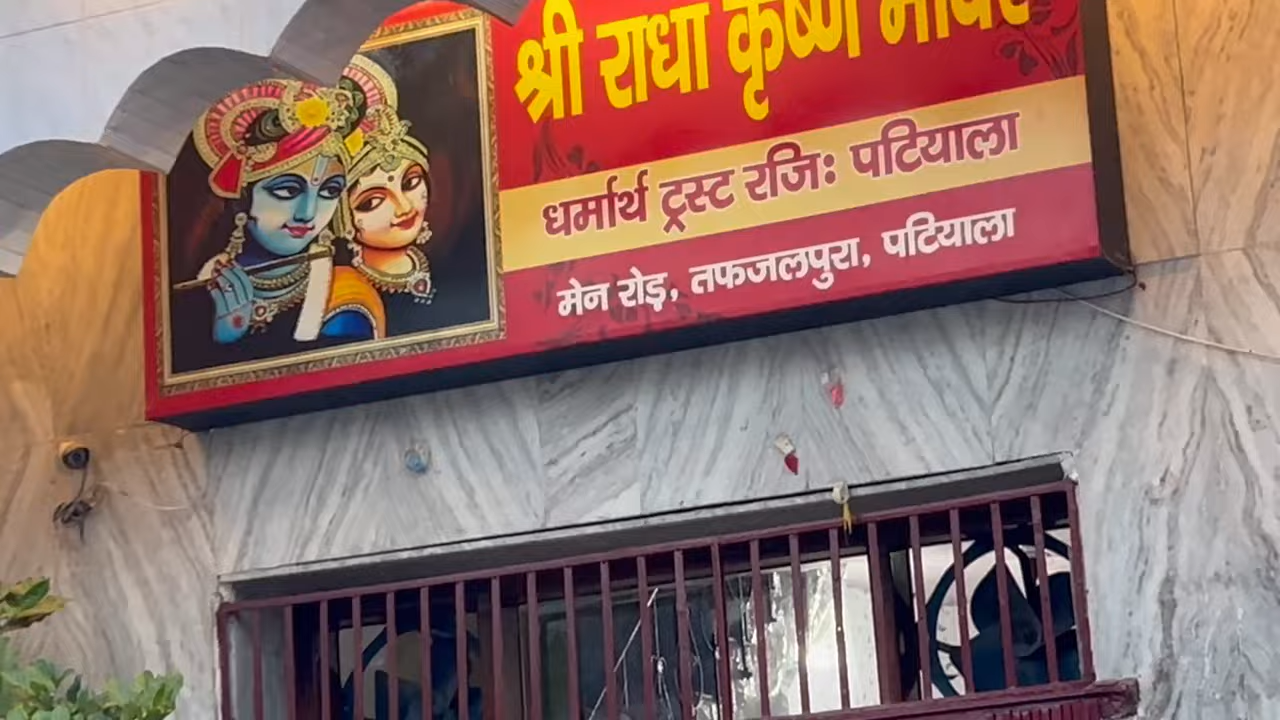 श्री राधा कृष्ण मंदिर
धर्मार्थ ट्रस्ट रजिः पटियाला
मेन रोड़, तफजलपुरा, पटियाला